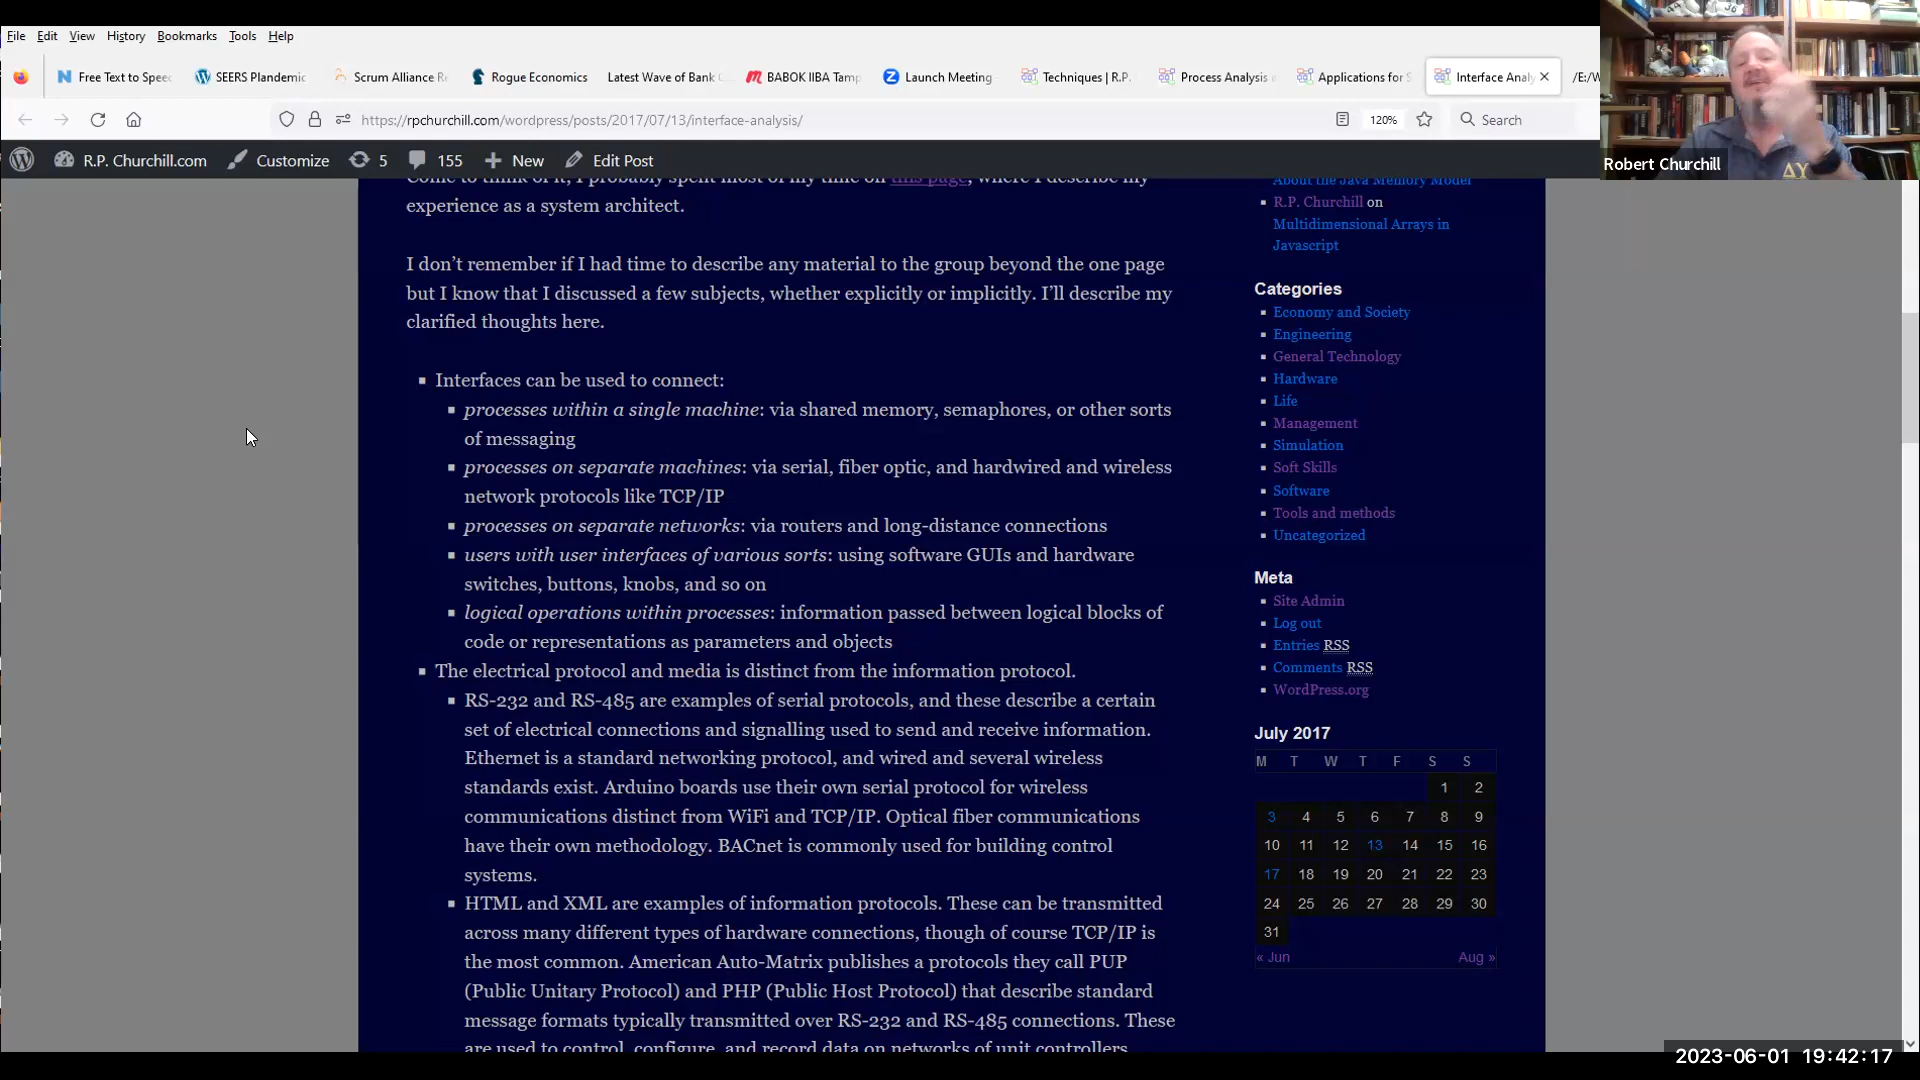 File Edit View History Bookmarks Tools Help
Free Text to Speec
SEERS Plandemic
Scrum Alliance R
Rogue Economics
Latest Wave of Bank
BABOK IIBA Tamp
Launch Meeting
Techniques | R.P.
Process Analysis
Applications for S
Interface Analy
/E:/W
https://rpchurchill.com/wordpress/posts/2017/07/13/interface-analysis/
120%
Search
R.P. Churchill.com Customize 5 155 New Edit Post
Robert Churchill
ΔΥ
Come to think of it, I probably spent most of my time on this page, where I describe my
experience as a system architect.
I don’t remember if I had time to describe any material to the group beyond the one page
but I know that I discussed a few subjects, whether explicitly or implicitly. I’ll describe my
clarified thoughts here.
Interfaces can be used to connect:
processes within a single machine: via shared memory, semaphores, or other sorts
of messaging
processes on separate machines: via serial, fiber optic, and hardwired and wireless
network protocols like TCP/IP
processes on separate networks: via routers and long-distance connections
users with user interfaces of various sorts: using software GUIs and hardware
switches, buttons, knobs, and so on
logical operations within processes: information passed between logical blocks of
code or representations as parameters and objects
The electrical protocol and media is distinct from the information protocol.
RS-232 and RS-485 are examples of serial protocols, and these describe a certain
set of electrical connections and signalling used to send and receive information.
Ethernet is a standard networking protocol, and wired and several wireless
standards exist. Arduino boards use their own serial protocol for wireless
communications distinct from WiFi and TCP/IP. Optical fiber communications
have their own methodology. BACnet is commonly used for building control
systems.
HTML and XML are examples of information protocols. These can be transmitted
across many different types of hardware connections, though of course TCP/IP is
the most common. American Auto-Matrix publishes a protocols they call PUP
(Public Unitary Protocol) and PHP (Public Host Protocol) that describe standard
message formats typically transmitted over RS-232 and RS-485 connections. These
are used to control, configure, and record data on networks of unit controllers
About the Java Memory Model
R.P. Churchill on
Multidimensional Arrays in
Javascript
Categories
Economy and Society
Engineering
General Technology
Hardware
Life
Management
Simulation
Soft Skills
Software
Tools and methods
Uncategorized
Meta
Site Admin
Log out
Entries RSS
Comments RSS
WordPress.org
July 2017
M T W T F S S
1 2
3 4 5 6 7 8 9
10 11 12 13 14 15 16
17 18 19 20 21 22 23
24 25 26 27 28 29 30
31
« Jun Aug »
2023-06-01 19:42:17